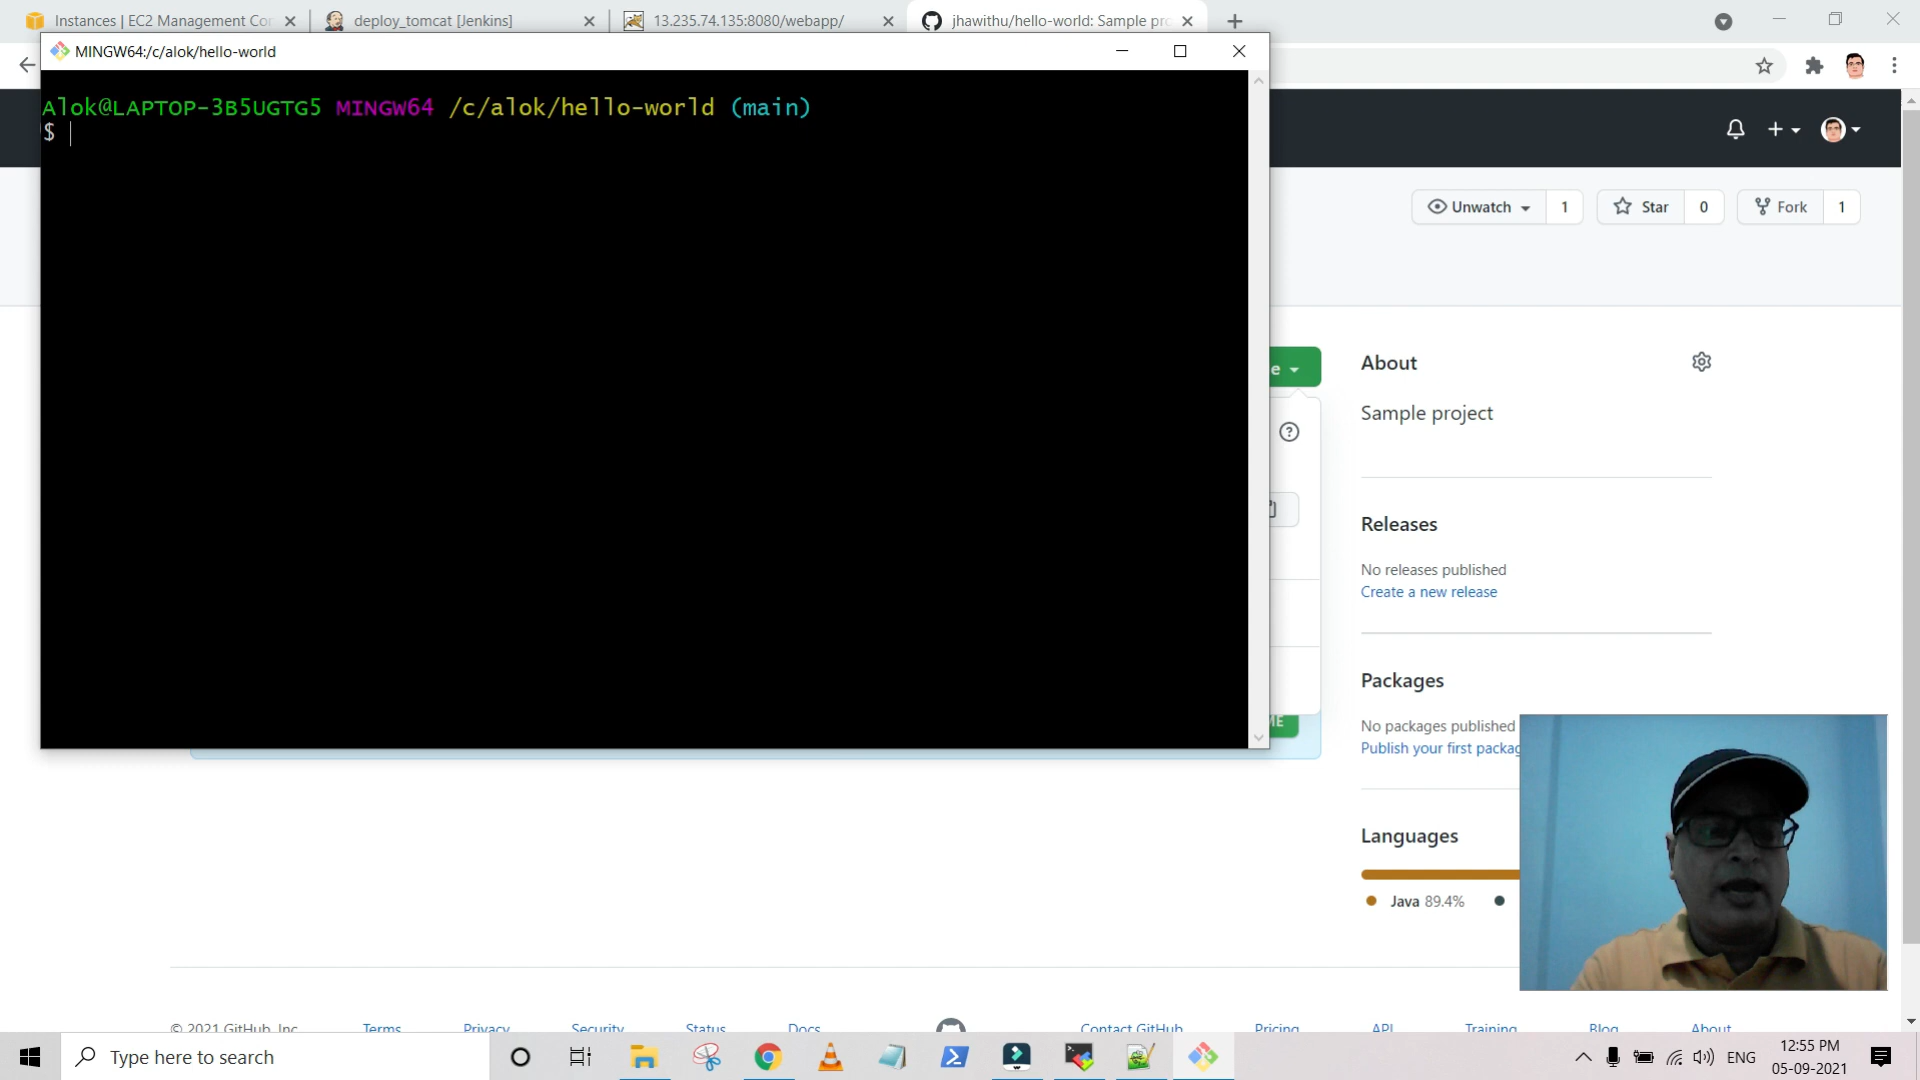 Instances | EC2 Management Co
deploy_tomcat [Jenkins]
13.235.74.135:8080/webapp/
jhawithu/hello-world: Sample pro
MINGW64:/c/alok/hello-world
Alok@LAPTOP-3B5UGTG5 MINGW64 /c/alok/hello-world (main)
$
Unwatch
1
Star
0
Fork
1
e
About
Sample project
Releases
No releases published
Create a new release
Packages
No packages published
Publish your first packag
ME
Languages
Java 89.4%
© 2021 GitHub, Inc.
Terms
Privacy
Security
Status
Docs
Contact GitHub
Pricing
API
Training
Blog
About
Type here to search
ENG
12:55 PM
05-09-2021